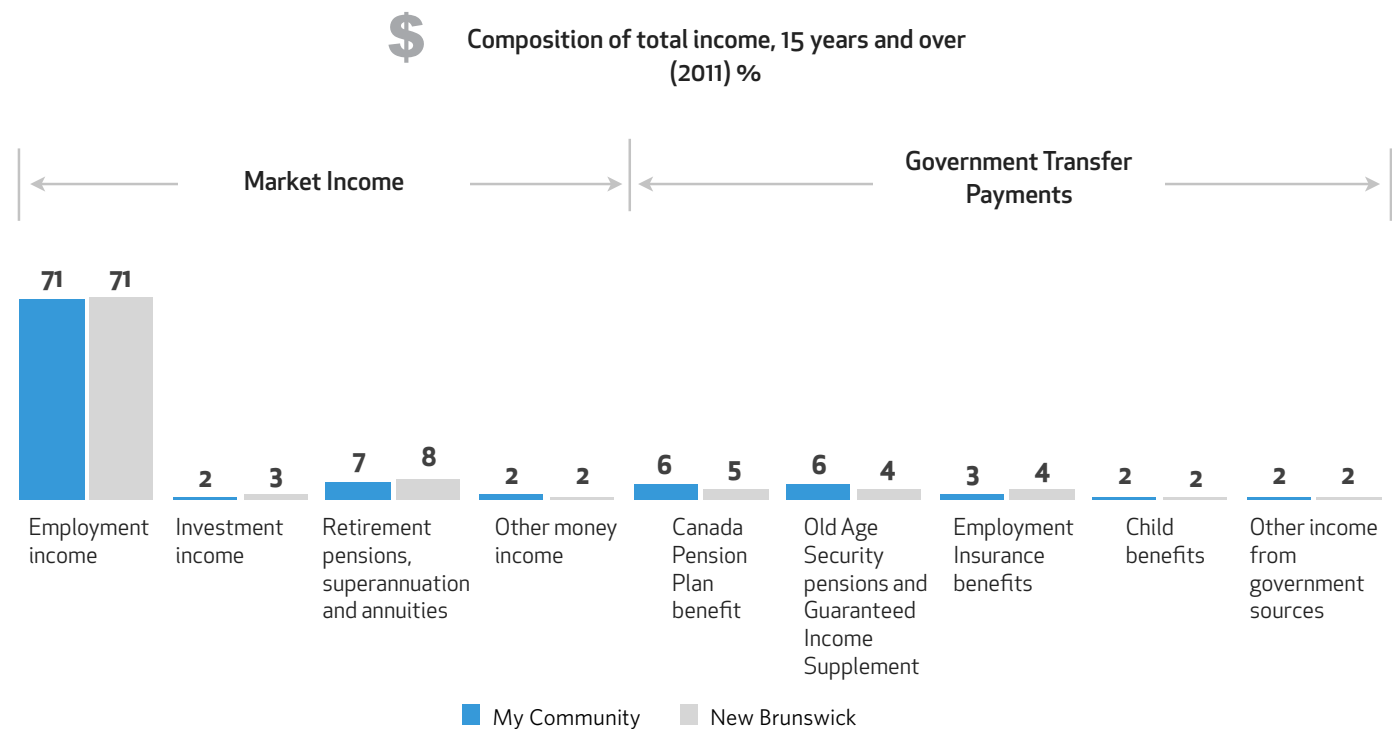 $
Composition of total income, 15 years and over
(2011) %
Market Income
Government Transfer
Payments
71 71
2 3
7 8
2 2
6 5
6 4
3 4
2 2
2 2
Employment
income
Investment
income
Retirement
pensions,
superannuation
and annuities
Other money
income
Canada
Pension
Plan
benefit
Old Age
Security
pensions and
Guaranteed
Income
Supplement
Employment
Insurance
benefits
Child
benefits
Other income
from
government
sources
My Community New Brunswick